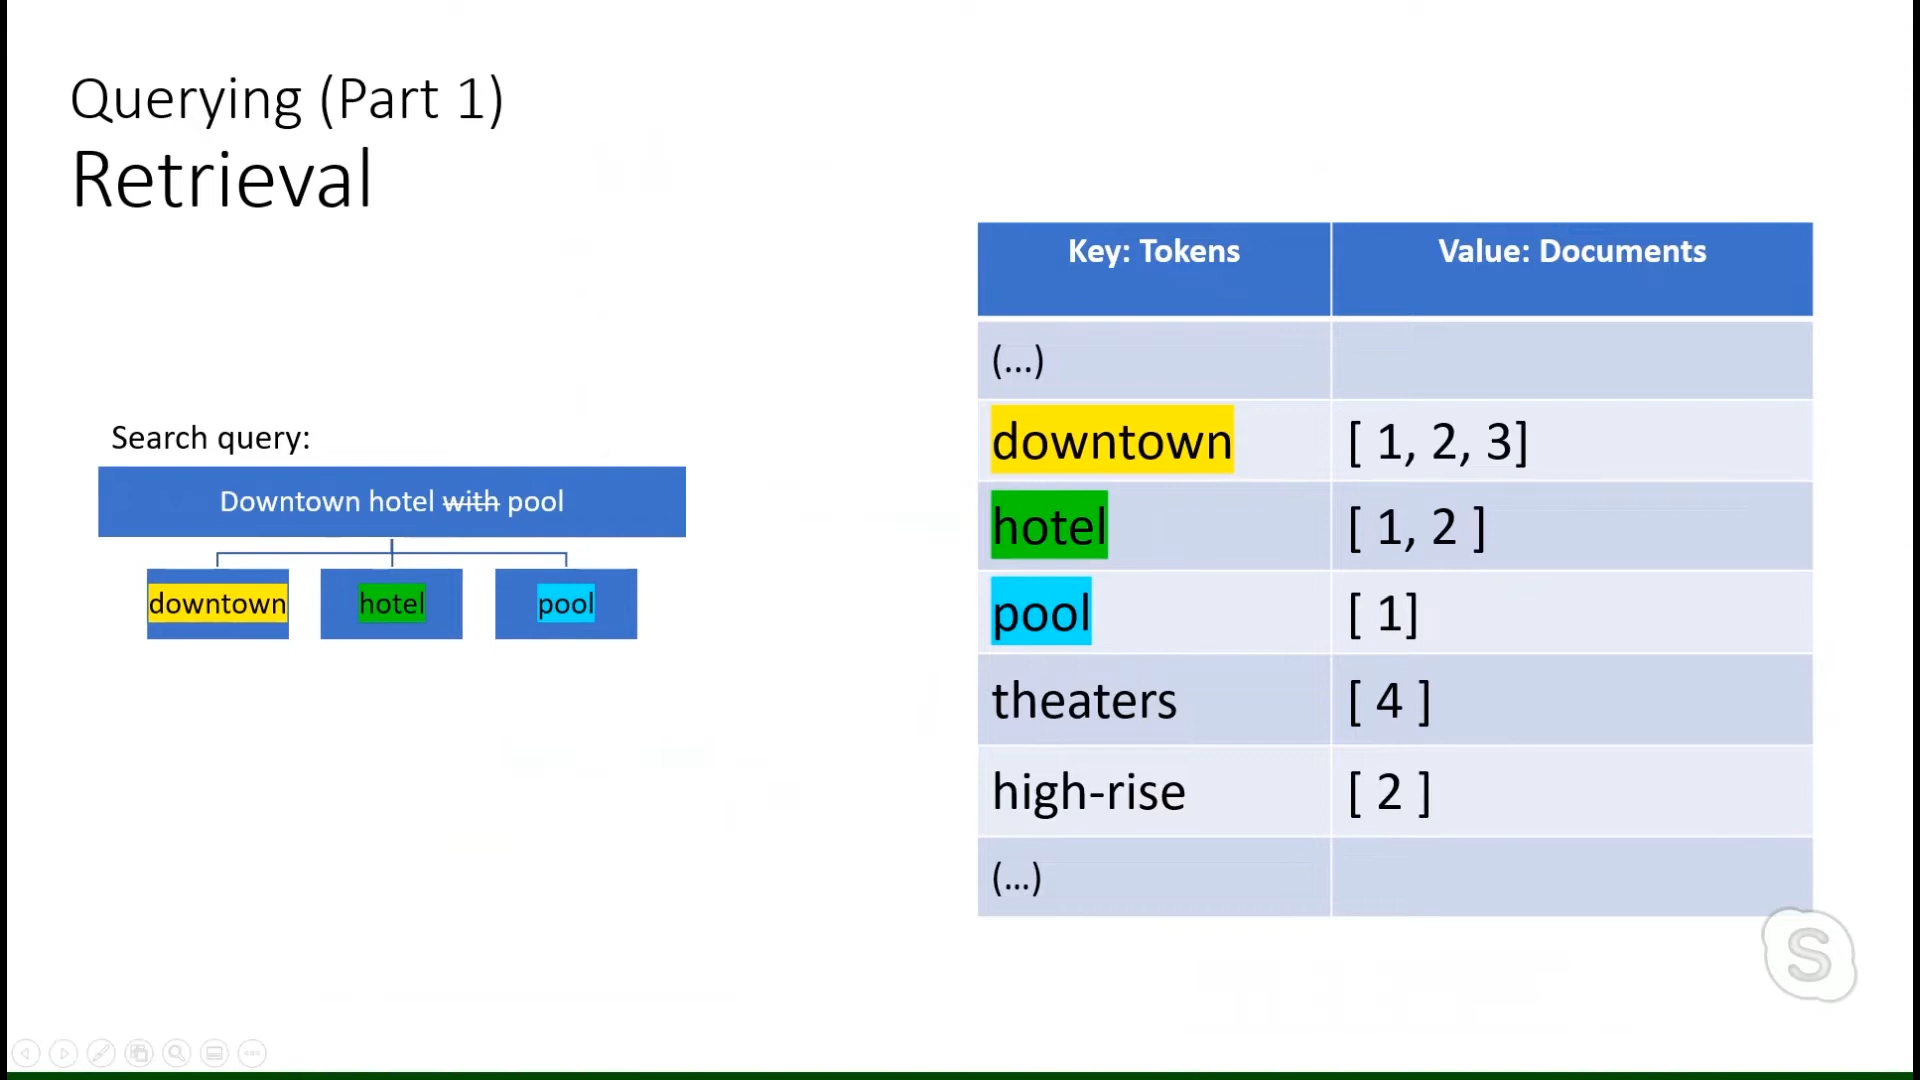 Querying (Part 1)
Retrieval
Search query:
Downtown hotel with pool
downtown
hotel
pool
Key: Tokens
Value: Documents
(...)
downtown
[ 1, 2, 3]
hotel
[ 1, 2 ]
pool
[ 1]
theaters
[ 4 ]
high-rise
[ 2 ]
(...)
S